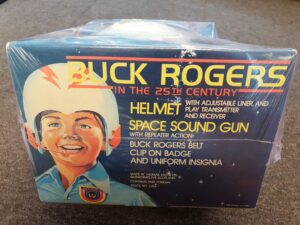 BUCK ROGERS
IN THE 25TH CENTURY
HELMET WITH ADJUSTABLE LINER AND
PLAY TRANSMITTER
AND RECEIVER
SPACE SOUND GUN
WITH REPEATER ACTION!
BUCK ROGERS BELT
CLIP ON BADGE
AND UNIFORM INSIGNIA